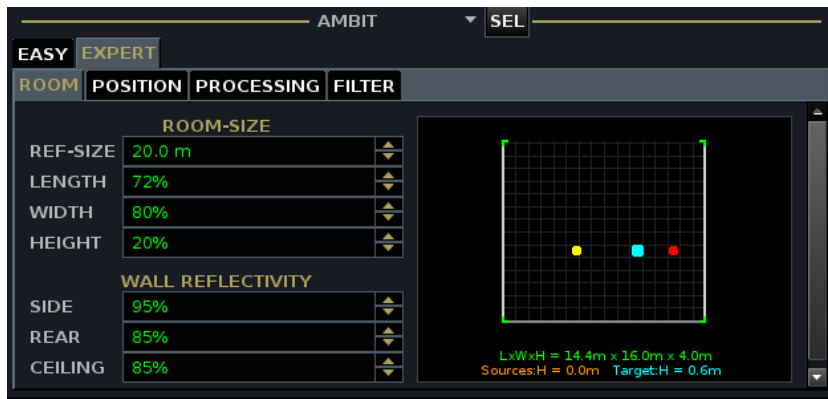 AMBIT SEL
EASY EXPERT
ROOM POSITION PROCESSING FILTER
ROOM-SIZE
REF-SIZE 20.0 m
LENGTH 72%
WIDTH 80%
HEIGHT 20%
WALL REFLECTIVITY
SIDE 95%
REAR 85%
CEILING 85%
LxWxH = 14.4m x 16.0m x 4.0m
Sources:H = 0.0m Target:H = 0.6m